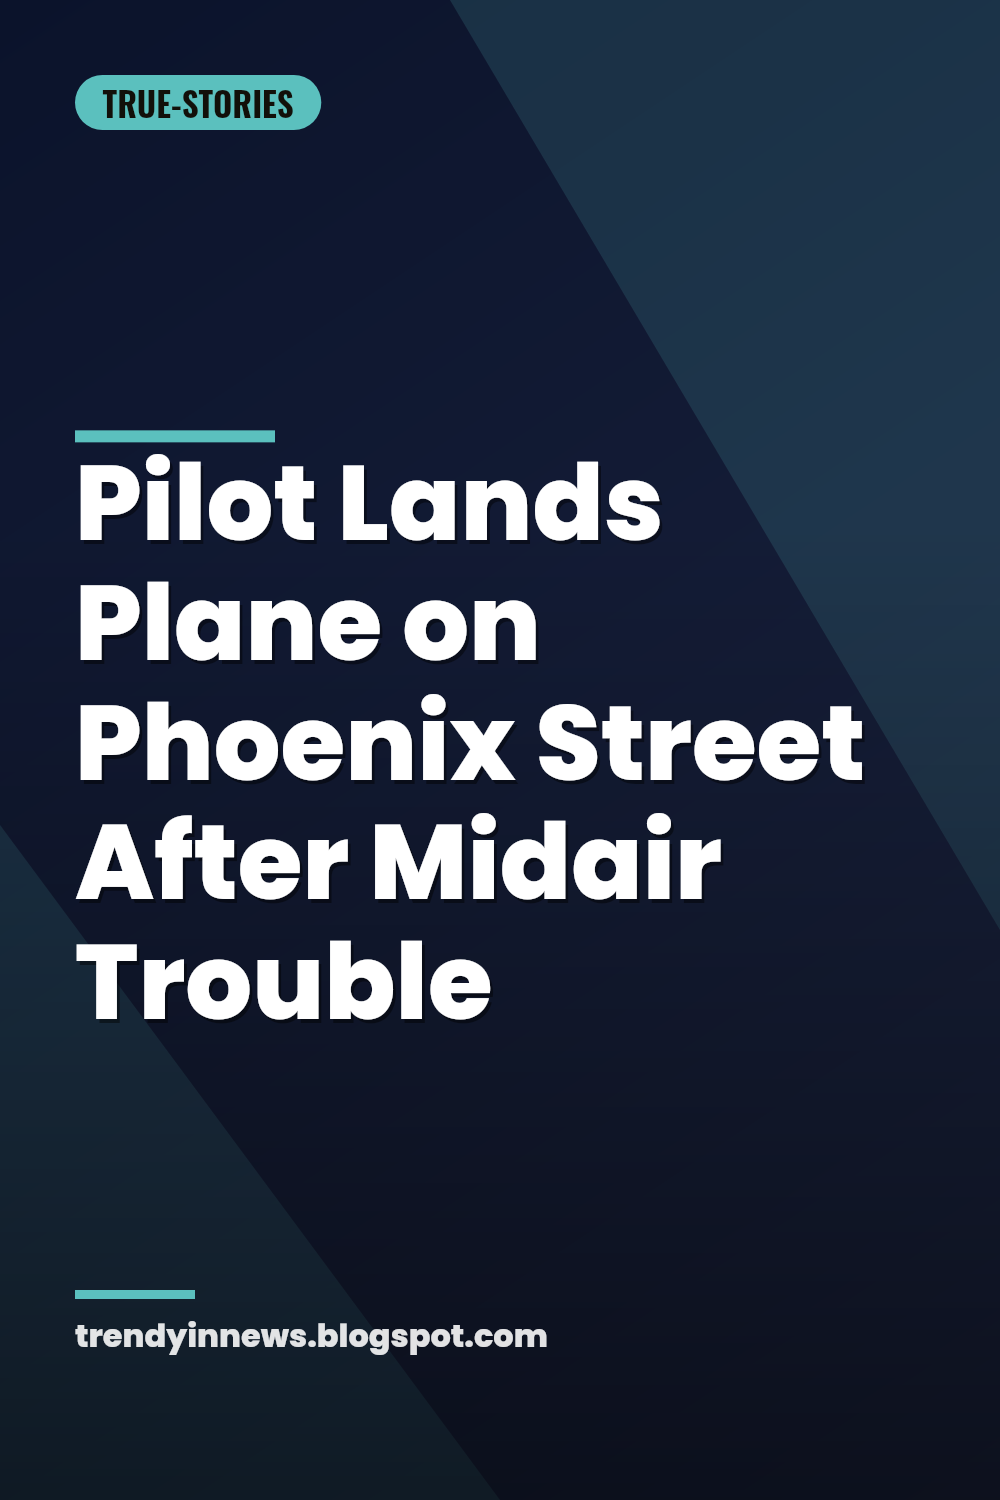 TRUE-STORIES
Pilot Lands
Plane on
Phoenix Street
After Midair
Trouble
trendyinnews.blogspot.com